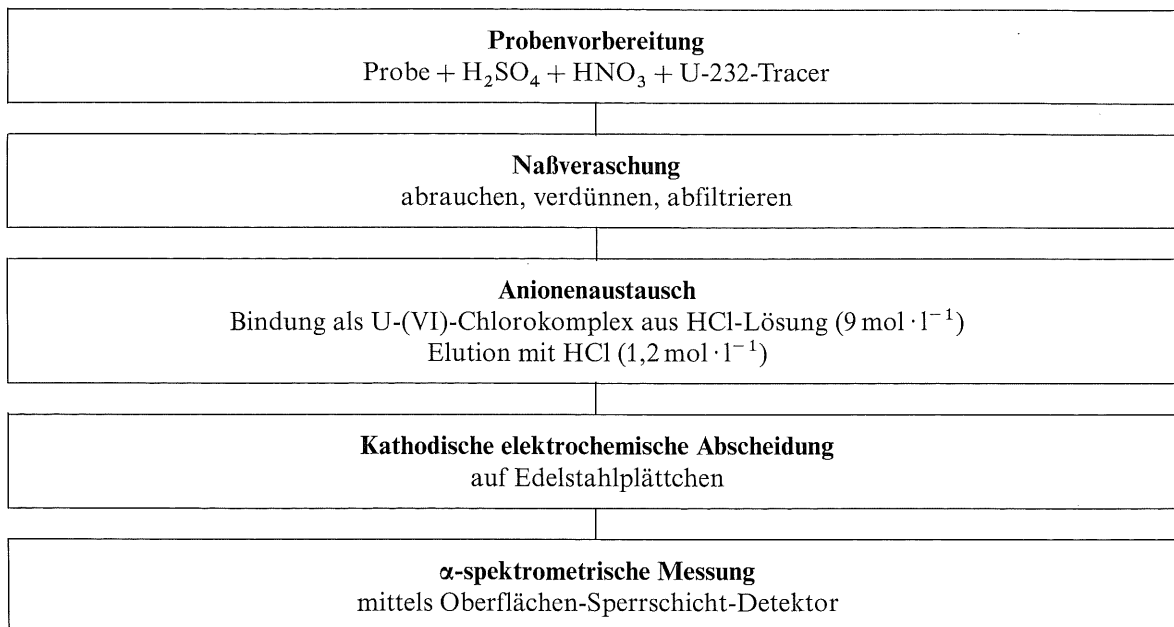 Probenvorbereitung
Probe + H₂SO₄ + HNO₃ + U-232-Tracer
Naßveraschung
abrauchen, verdünnen, abfiltrieren
Anionenaustausch
Bindung als U-(VI)-Chlorokomplex aus HCl-Lösung (9 mol · l⁻¹)
Elution mit HCl (1,2 mol · l⁻¹)
Kathodische elektrochemische Abscheidung
auf Edelstahlplättchen
α-spektrometrische Messung
mittels Oberflächen-Sperrschicht-Detektor